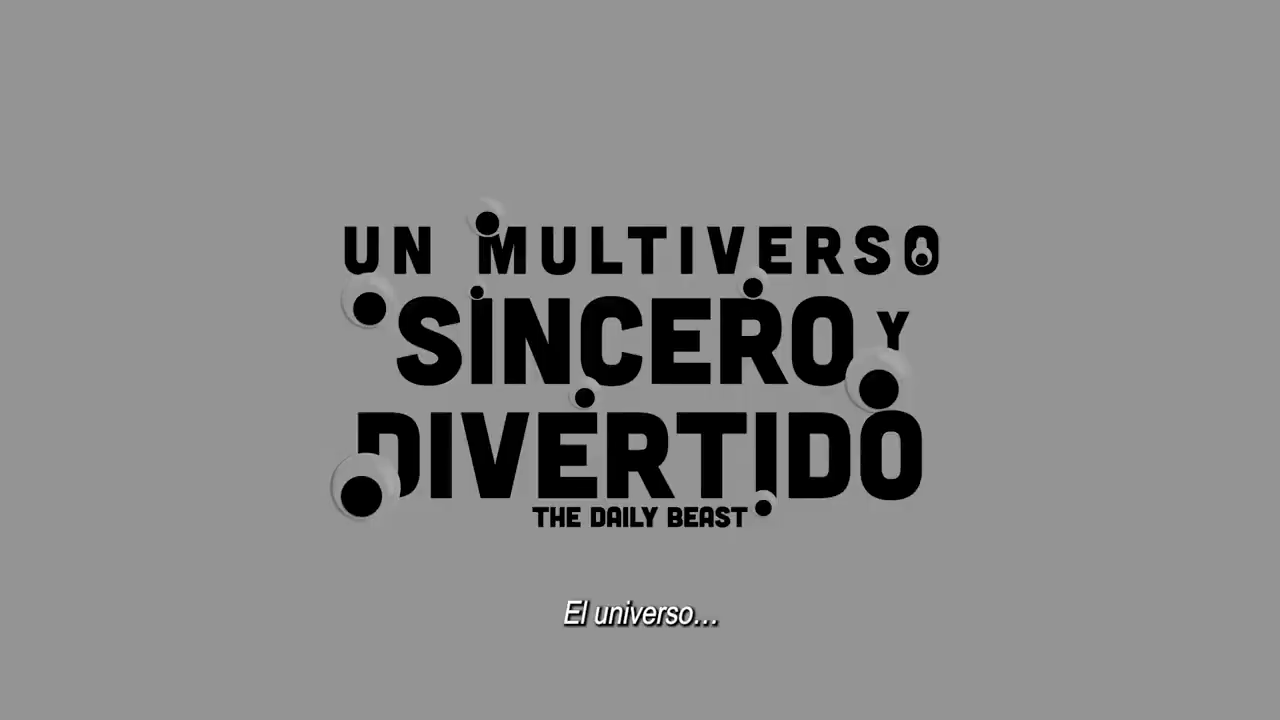 UN MULTIVERSO
SINCERO Y
DIVERTIDO
THE DAILY BEAST
El universo...